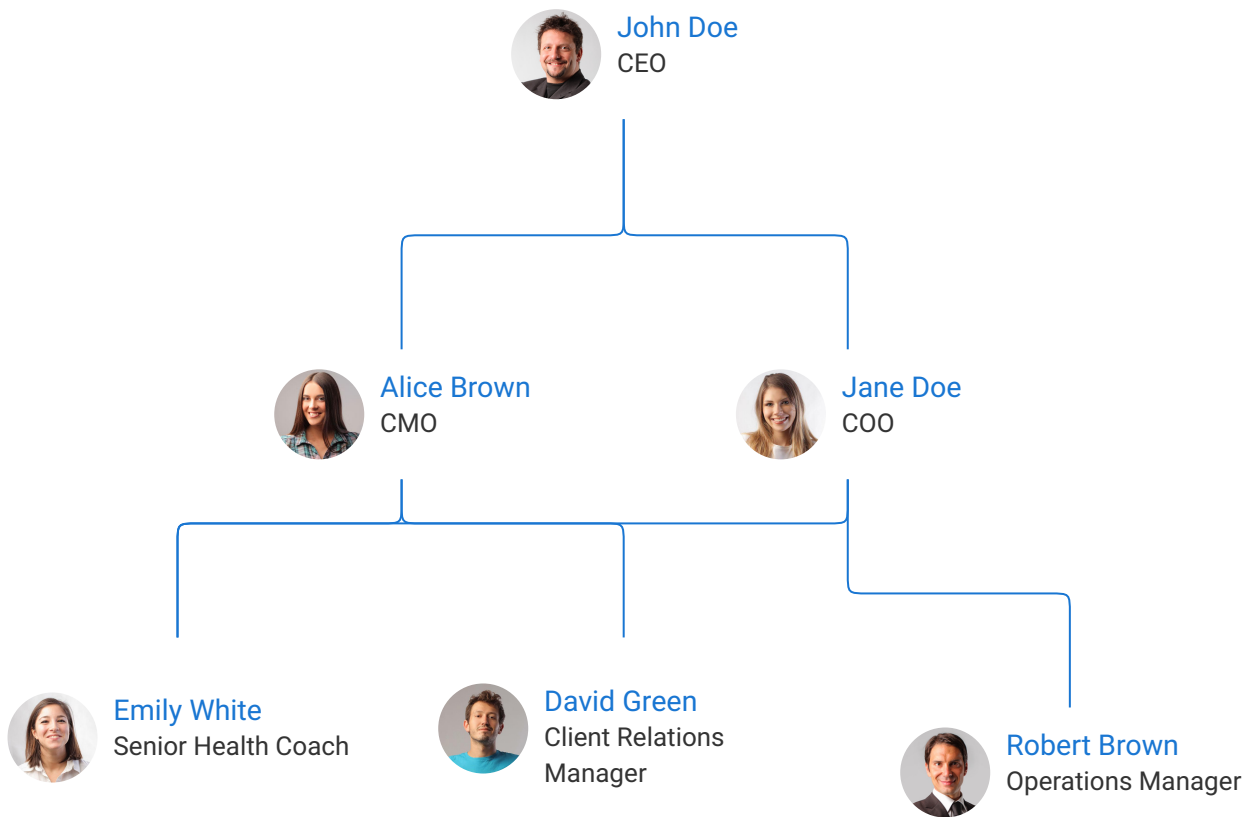 John Doe
CEO
Alice Brown
CMO
Jane Doe
COO
Emily White
Senior Health Coach
David Green
Client Relations
Manager
Robert Brown
Operations Manager